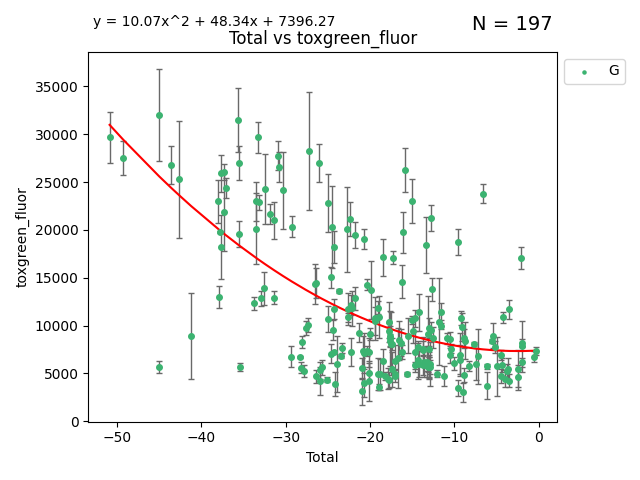 y = 10.07x^2 + 48.34x + 7396.27
N = 197
Total vs toxgreen_fluor
G
35000
30000
25000
20000
15000
10000
5000
0
toxgreen_fluor
−50 −40 −30 −20 −10 0
Total